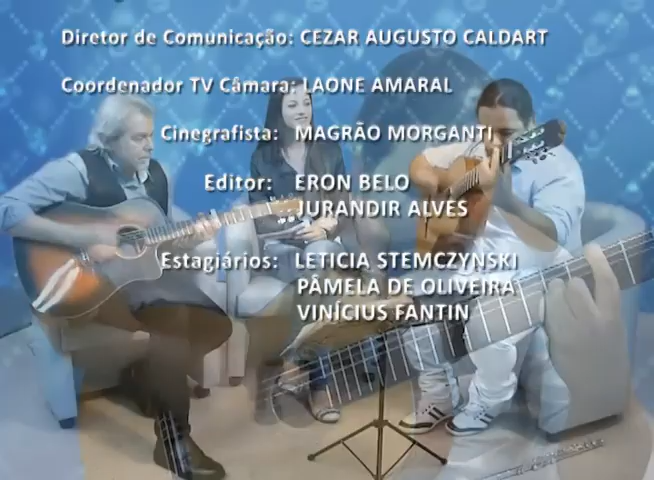 Diretor de Comunicação: CEZAR AUGUSTO CALDART
Coordenador TV Câmara: LAONE AMARAL
Cinegrafista: MAGRÃO MORGANTI
Editor: ERON BELO
JURANDIR ALVES
Estagiários: LETICIA STEMCZYNSKI
PÂMELA DE OLIVEIRA
VINÍCIUS FANTIN